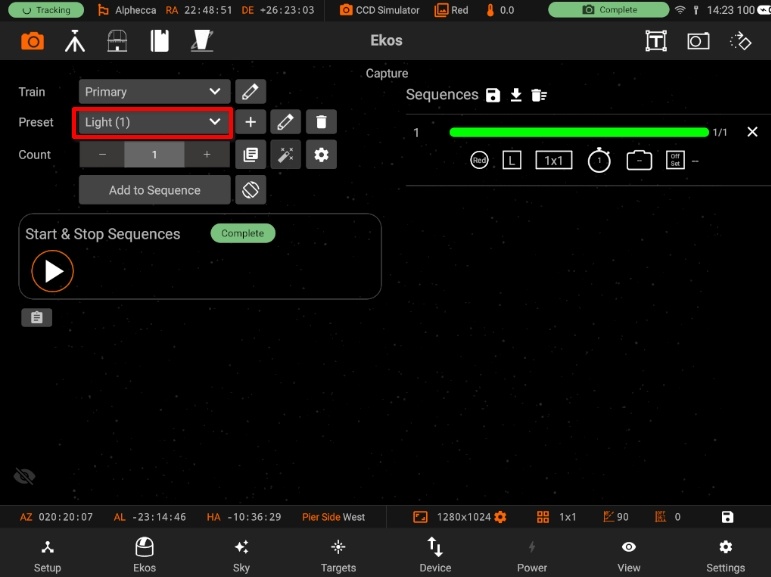 Tracking Alphecca RA 22:48:51 DE +26:23:03 CCD Simulator Red 0.0 Complete 14:23 100
Ekos
Capture
Train Primary
Sequences
Preset Light (1)
1 1/1
Count 1
Red L 1x1 1 -- Off Set --
Add to Sequence
Start & Stop Sequences Complete
AZ 020:20:07 AL -23:14:46 HA -10:36:29 Pier Side West 1280x1024 1x1 90 0
Setup Ekos Sky Targets Device Power View Settings